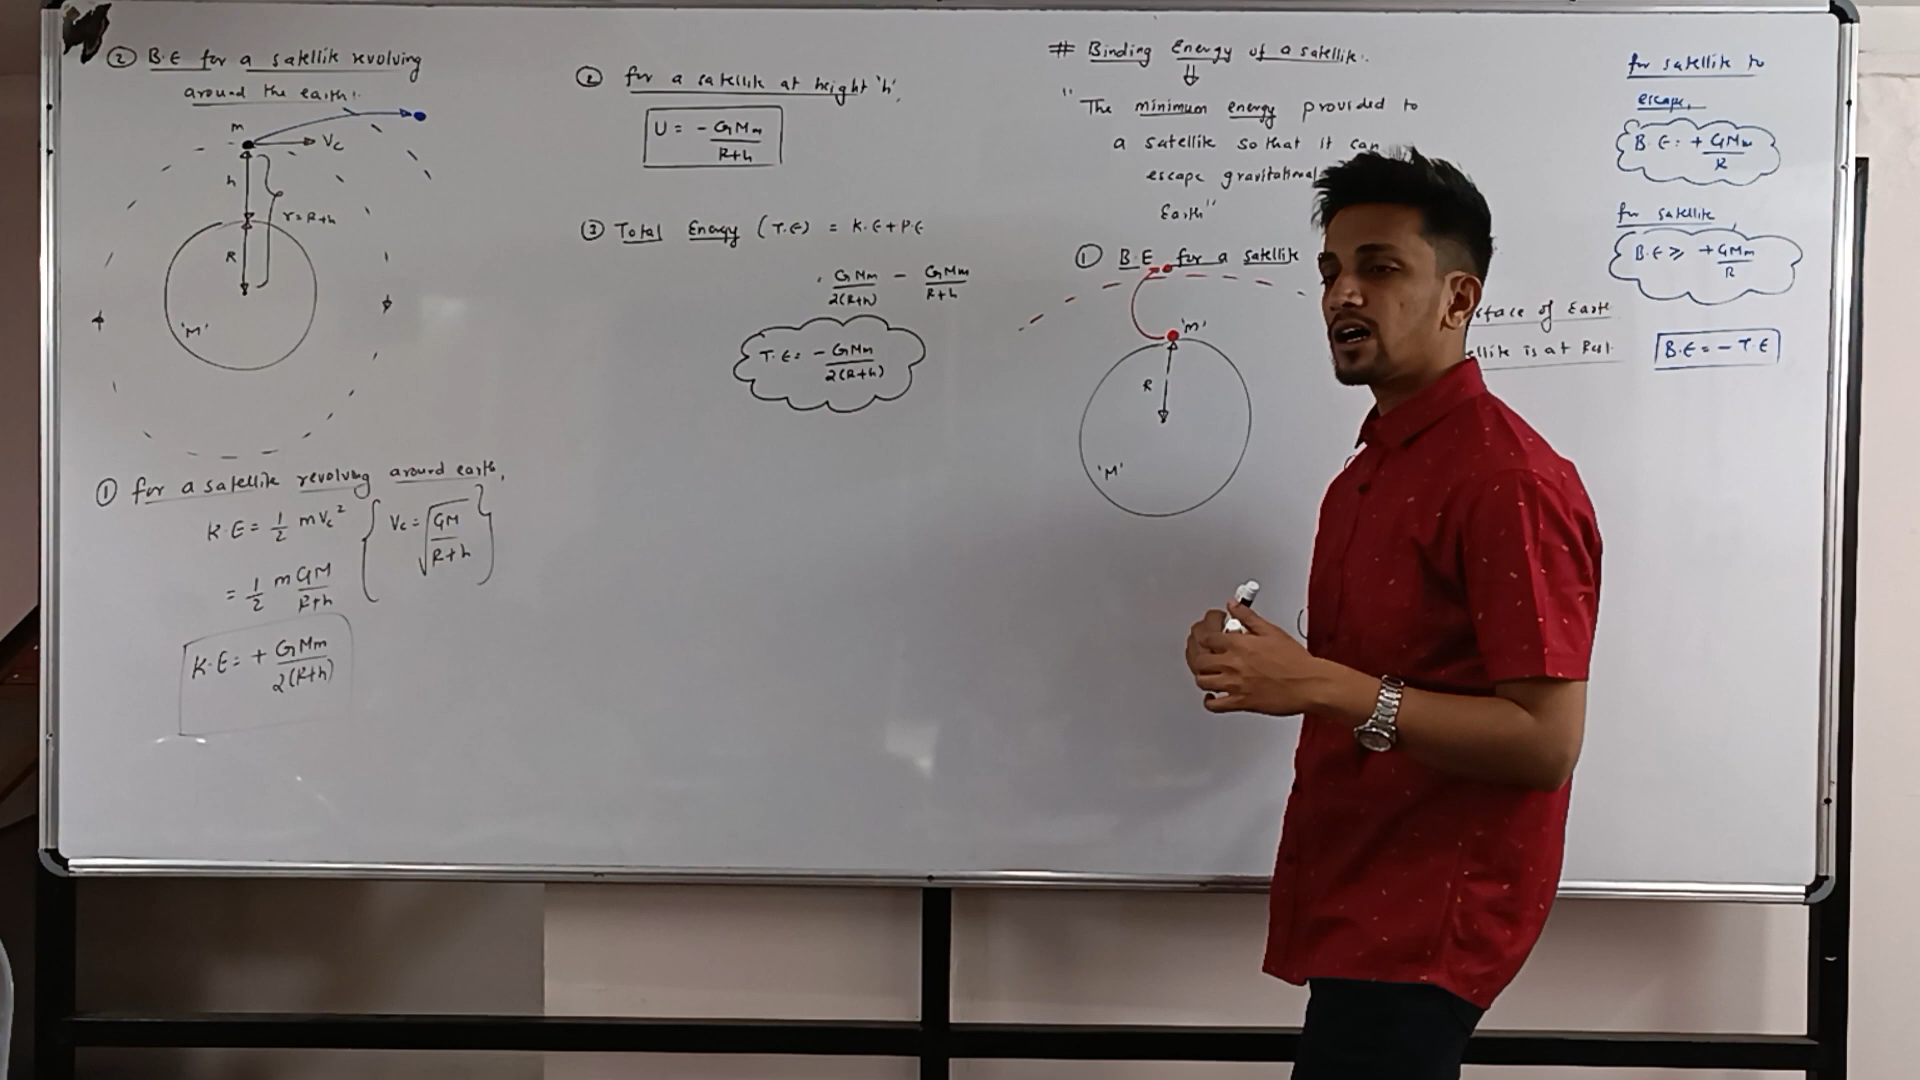 ② B.E for a satellite revolving
around the earth:
m
Vc
h
r=R+h
R
'M'
① for a satellite revolving around earth,
K.E = 1/2 mVc² { Vc = √(GM/R+h) }
= 1/2 m GM/R+h
K.E = + GMm/2(R+h)
② for a satellite at height 'h',
U = - GMm/R+h
③ Total Energy (T.E) = K.E + P.E
GMm/2(R+h) - GMm/R+h
T.E = - GMm/2(R+h)
# Binding Energy of a satellite.
⇓
"The minimum energy provided to
a satellite so that it can
escape gravitational
Earth"
① B.E for a satellite
'm'
R
'M'
face of Earth
satellite is at Rest.
for satellite to
escape,
B.E = + GMm/R
for satellite,
B.E ≥ + GMm/R
B.E = - T.E